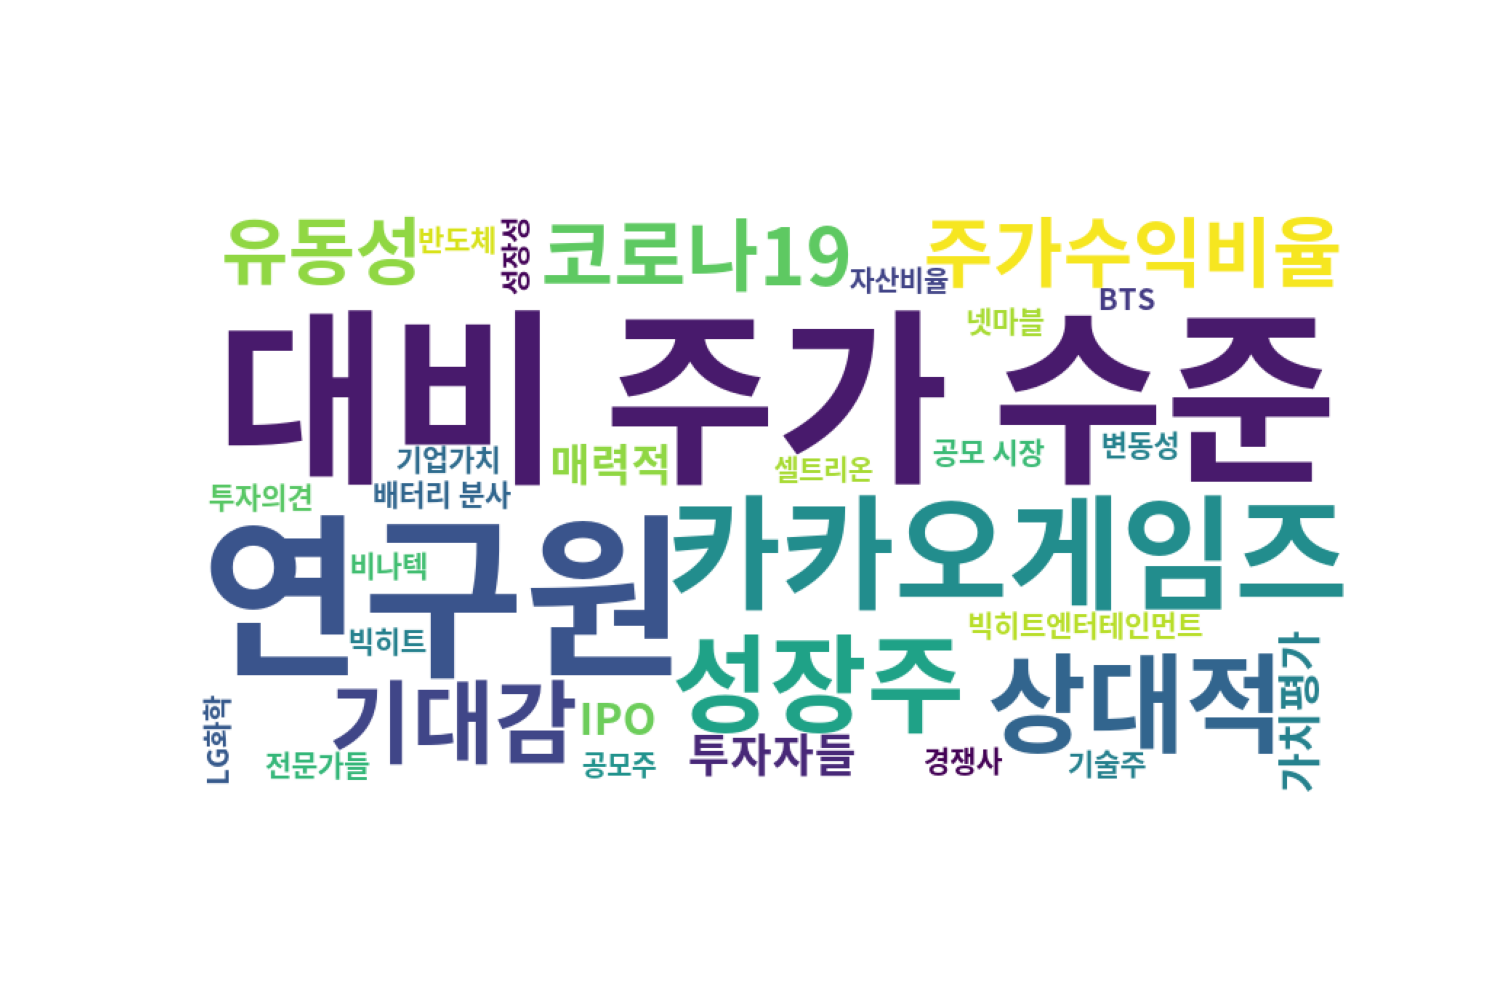 유동성
반도체
성장성
코로나19
자산비율
주가수익비율
BTS
넷마블
대비 주가 수준
기업가치
매력적
셀트리온
공모 시장
변동성
투자의견
배터리 분사
연구원
비나텍
빅히트
카카오게임즈
빅히트엔터테인먼트
성장주
상대적
가치평가
기대감
IPO
투자자들
LG화학
전문가들
공모주
경쟁사
기술주